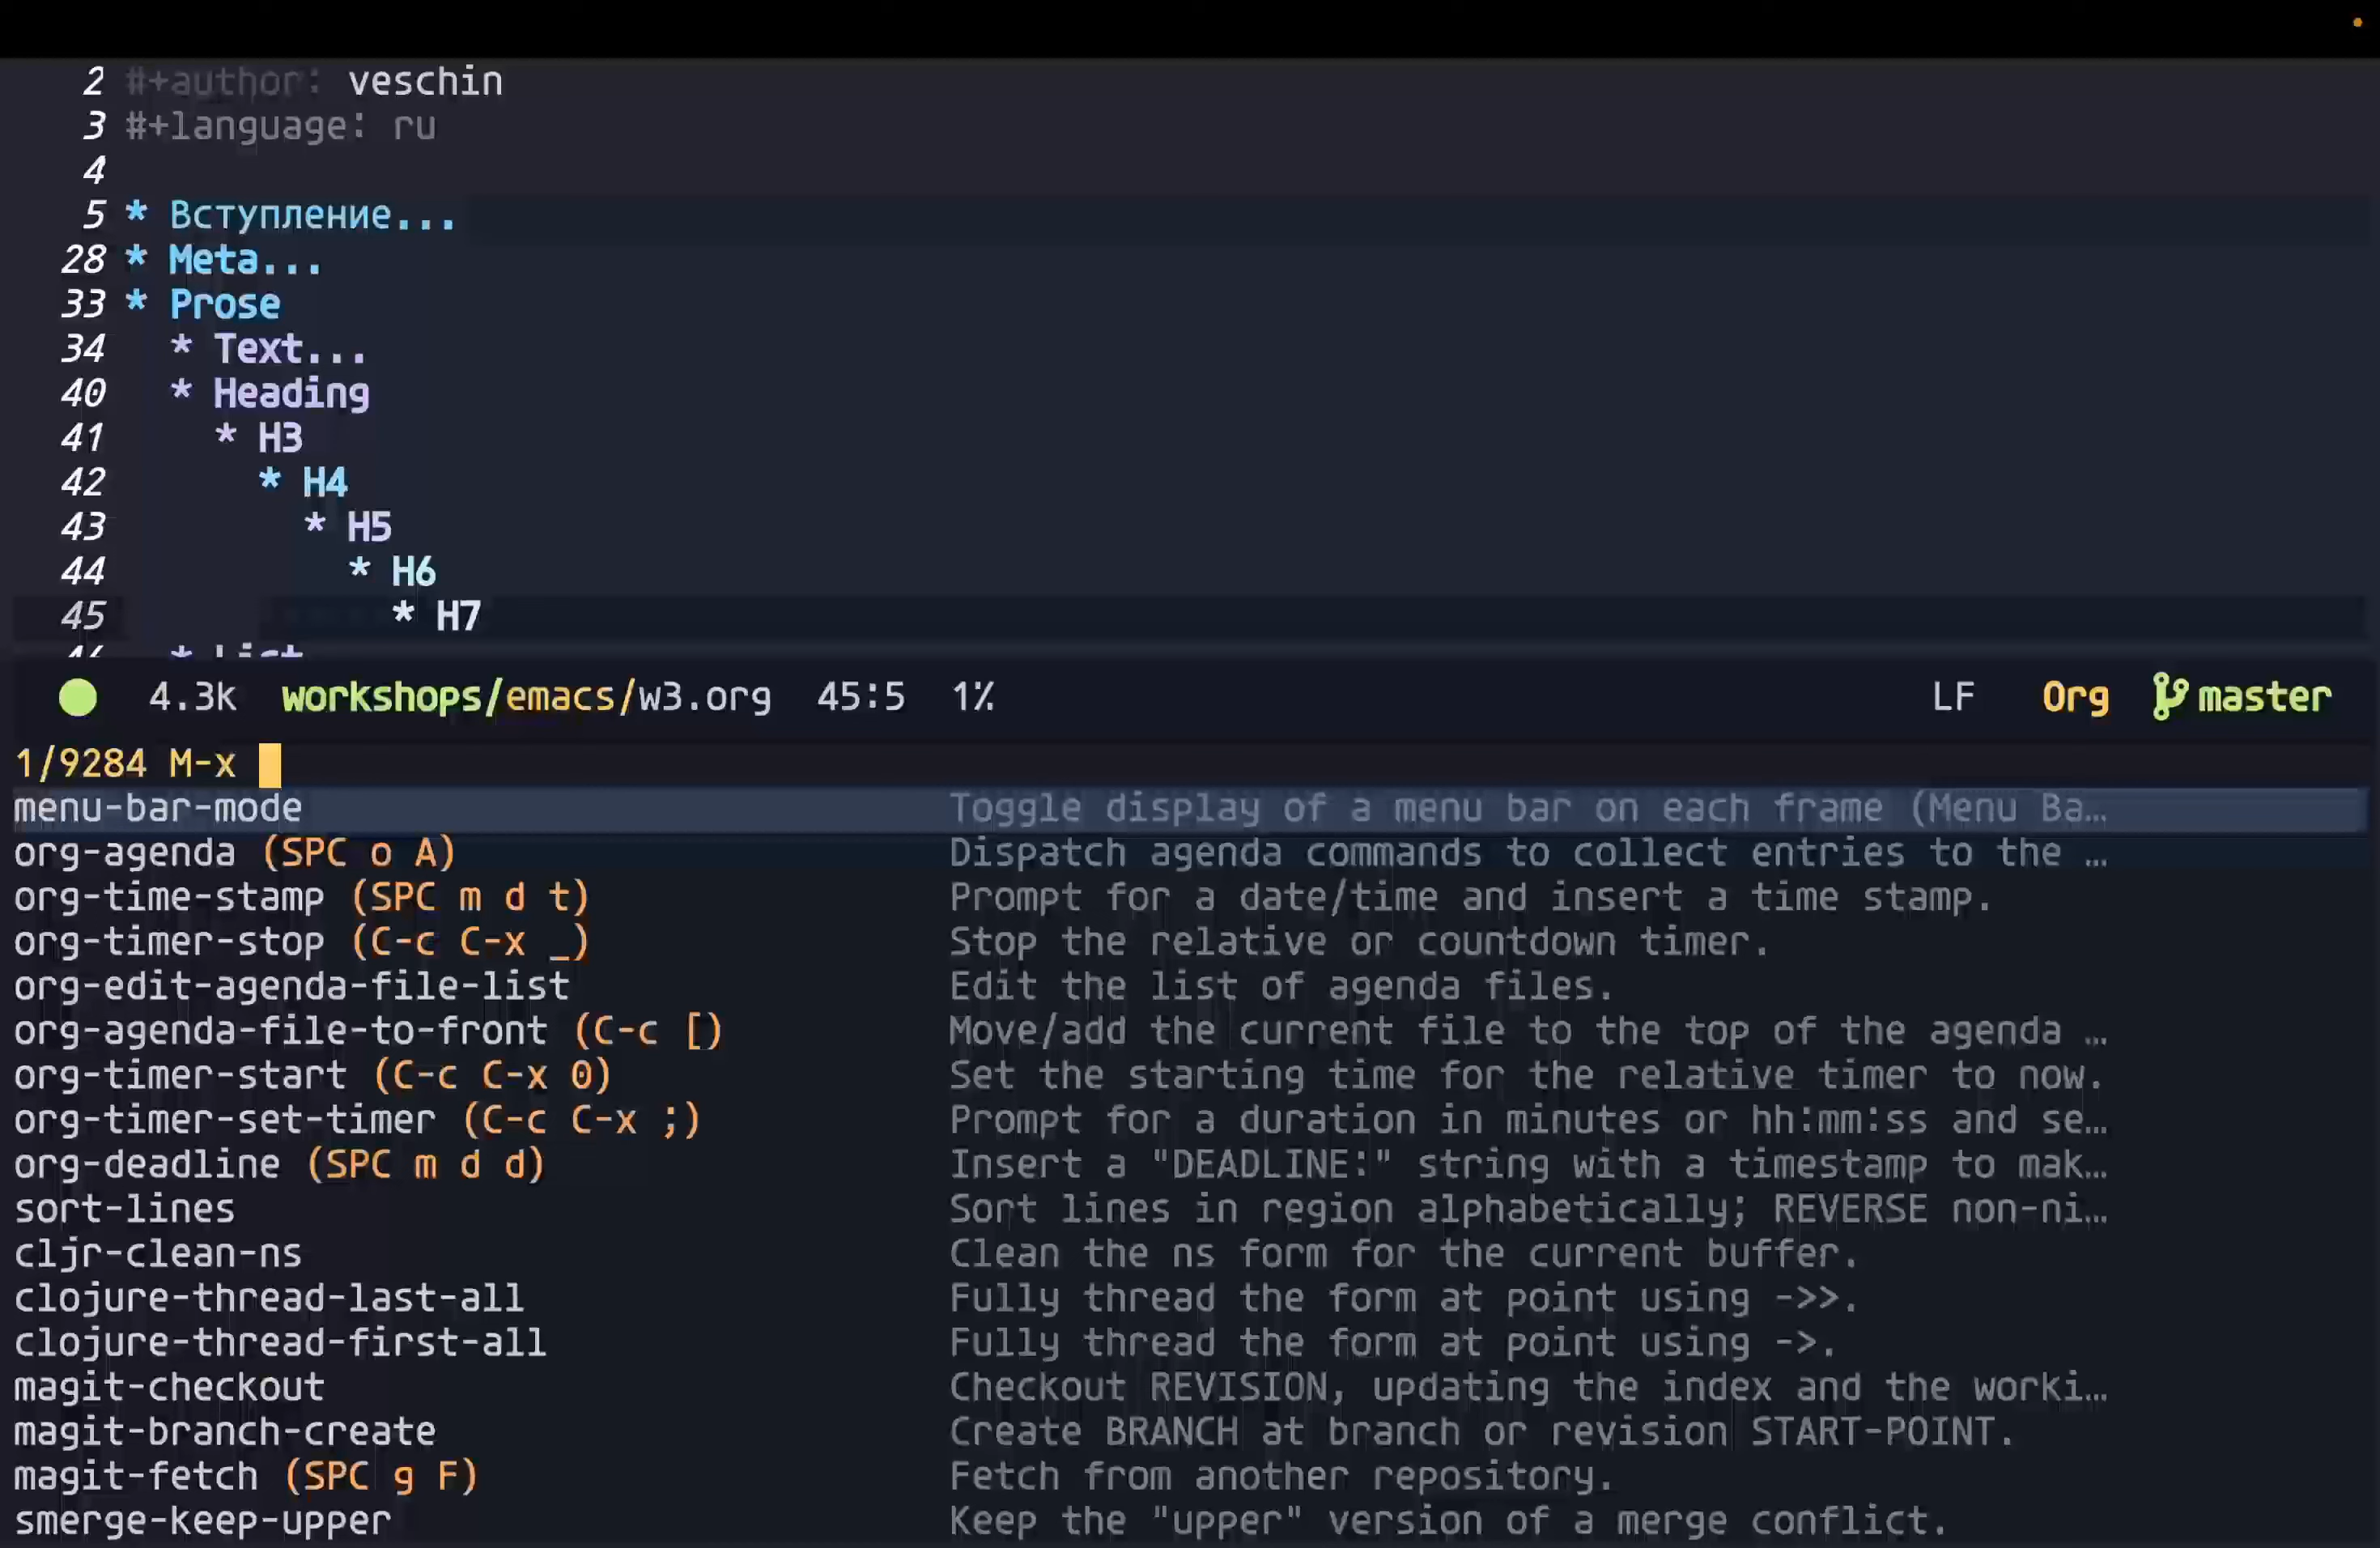 2 #+author: veschin
3 #+language: ru
4
5 * Вступление...
28 * Meta...
33 * Prose
34 * Text...
40 * Heading
41 * H3
42 * H4
43 * H5
44 * H6
45 * H7
46 * List
4.3k workshops/emacs/w3.org 45:5 1% LF Org master
1/9284 M-x
menu-bar-mode Toggle display of a menu bar on each frame (Menu Ba…
org-agenda (SPC o A) Dispatch agenda commands to collect entries to the …
org-time-stamp (SPC m d t) Prompt for a date/time and insert a time stamp.
org-timer-stop (C-c C-x _) Stop the relative or countdown timer.
org-edit-agenda-file-list Edit the list of agenda files.
org-agenda-file-to-front (C-c [) Move/add the current file to the top of the agenda …
org-timer-start (C-c C-x 0) Set the starting time for the relative timer to now.
org-timer-set-timer (C-c C-x ;) Prompt for a duration in minutes or hh:mm:ss and se…
org-deadline (SPC m d d) Insert a "DEADLINE:" string with a timestamp to mak…
sort-lines Sort lines in region alphabetically; REVERSE non-ni…
cljr-clean-ns Clean the ns form for the current buffer.
clojure-thread-last-all Fully thread the form at point using ->>.
clojure-thread-first-all Fully thread the form at point using ->.
magit-checkout Checkout REVISION, updating the index and the worki…
magit-branch-create Create BRANCH at branch or revision START-POINT.
magit-fetch (SPC g F) Fetch from another repository.
smerge-keep-upper Keep the "upper" version of a merge conflict.